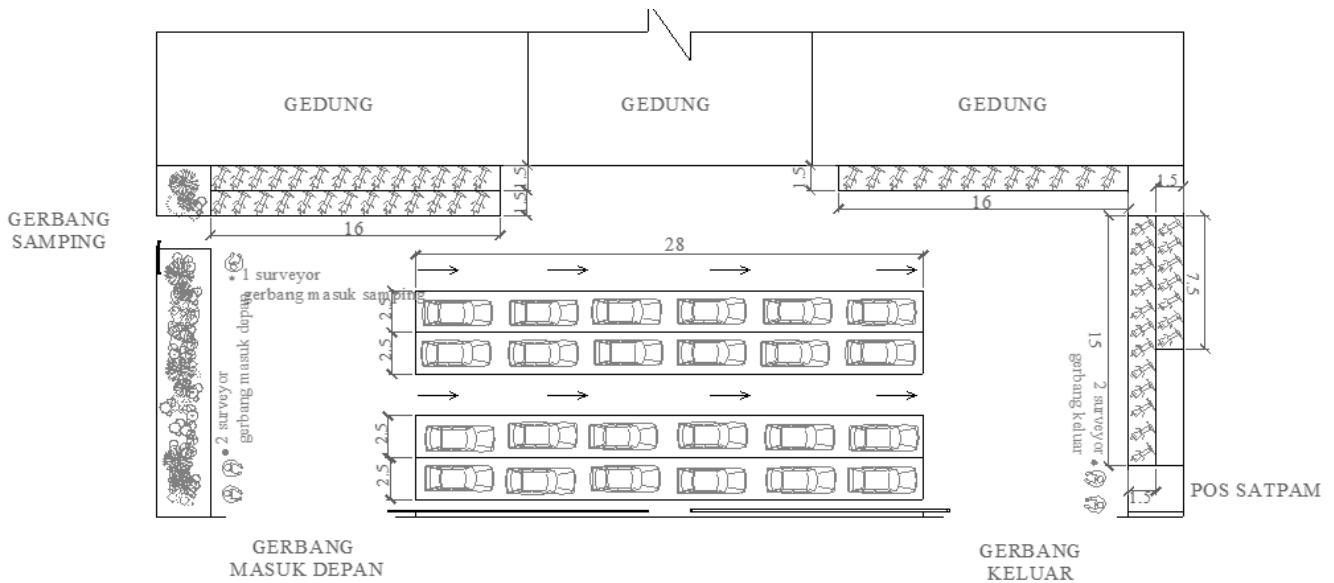 GEDUNG
GEDUNG
GEDUNG
1.5
1.5
1.5
1.5
16
16
GERBANG
SAMPING
28
1 surveyor
gerbang masuk samping
2 surveyor
gerbang masuk depan
2.5
2.5
2.5
2.5
7.5
15
2 surveyor
gerbang keluar
1.5
POS SATPAM
GERBANG
MASUK DEPAN
GERBANG
KELUAR